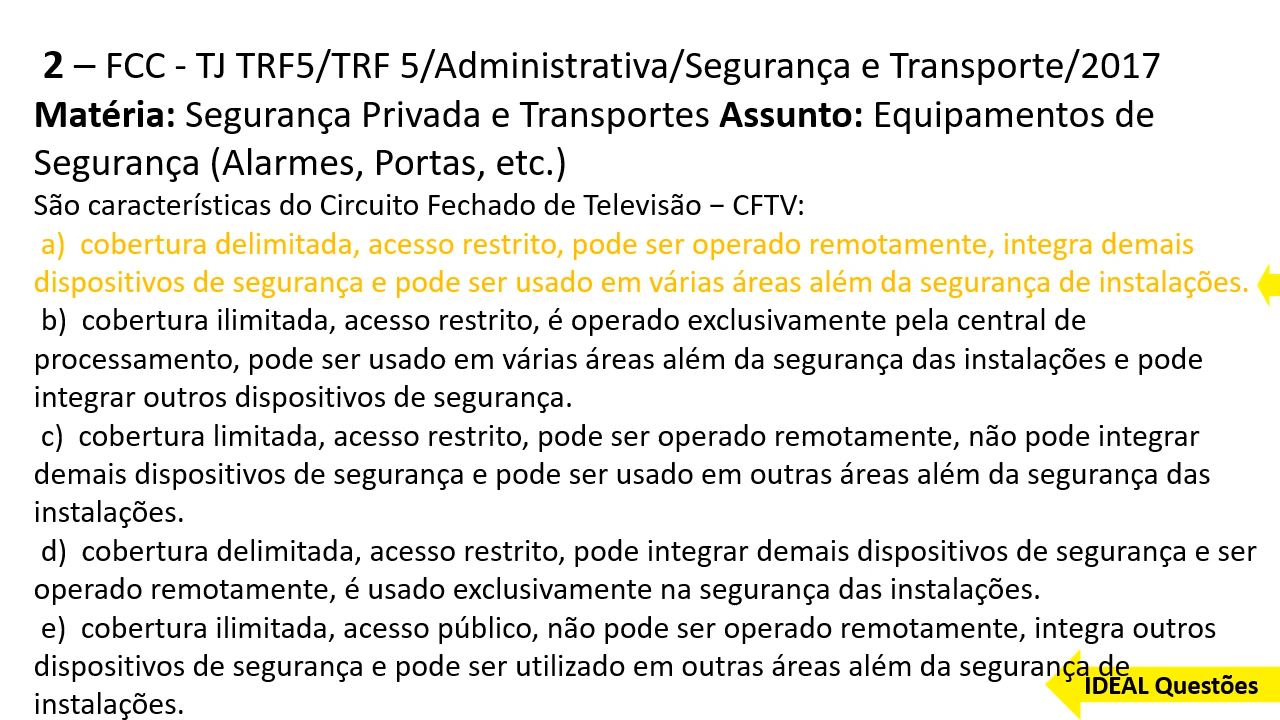 2 – FCC - TJ TRF5/TRF 5/Administrativa/Segurança e Transporte/2017
Matéria: Segurança Privada e Transportes Assunto: Equipamentos de
Segurança (Alarmes, Portas, etc.)
São características do Circuito Fechado de Televisão − CFTV:
a) cobertura delimitada, acesso restrito, pode ser operado remotamente, integra demais
dispositivos de segurança e pode ser usado em várias áreas além da segurança de instalações.
b) cobertura ilimitada, acesso restrito, é operado exclusivamente pela central de
processamento, pode ser usado em várias áreas além da segurança das instalações e pode
integrar outros dispositivos de segurança.
c) cobertura limitada, acesso restrito, pode ser operado remotamente, não pode integrar
demais dispositivos de segurança e pode ser usado em outras áreas além da segurança das
instalações.
d) cobertura delimitada, acesso restrito, pode integrar demais dispositivos de segurança e ser
operado remotamente, é usado exclusivamente na segurança das instalações.
e) cobertura ilimitada, acesso público, não pode ser operado remotamente, integra outros
dispositivos de segurança e pode ser utilizado em outras áreas além da segurança de
instalações.
IDEAL Questões